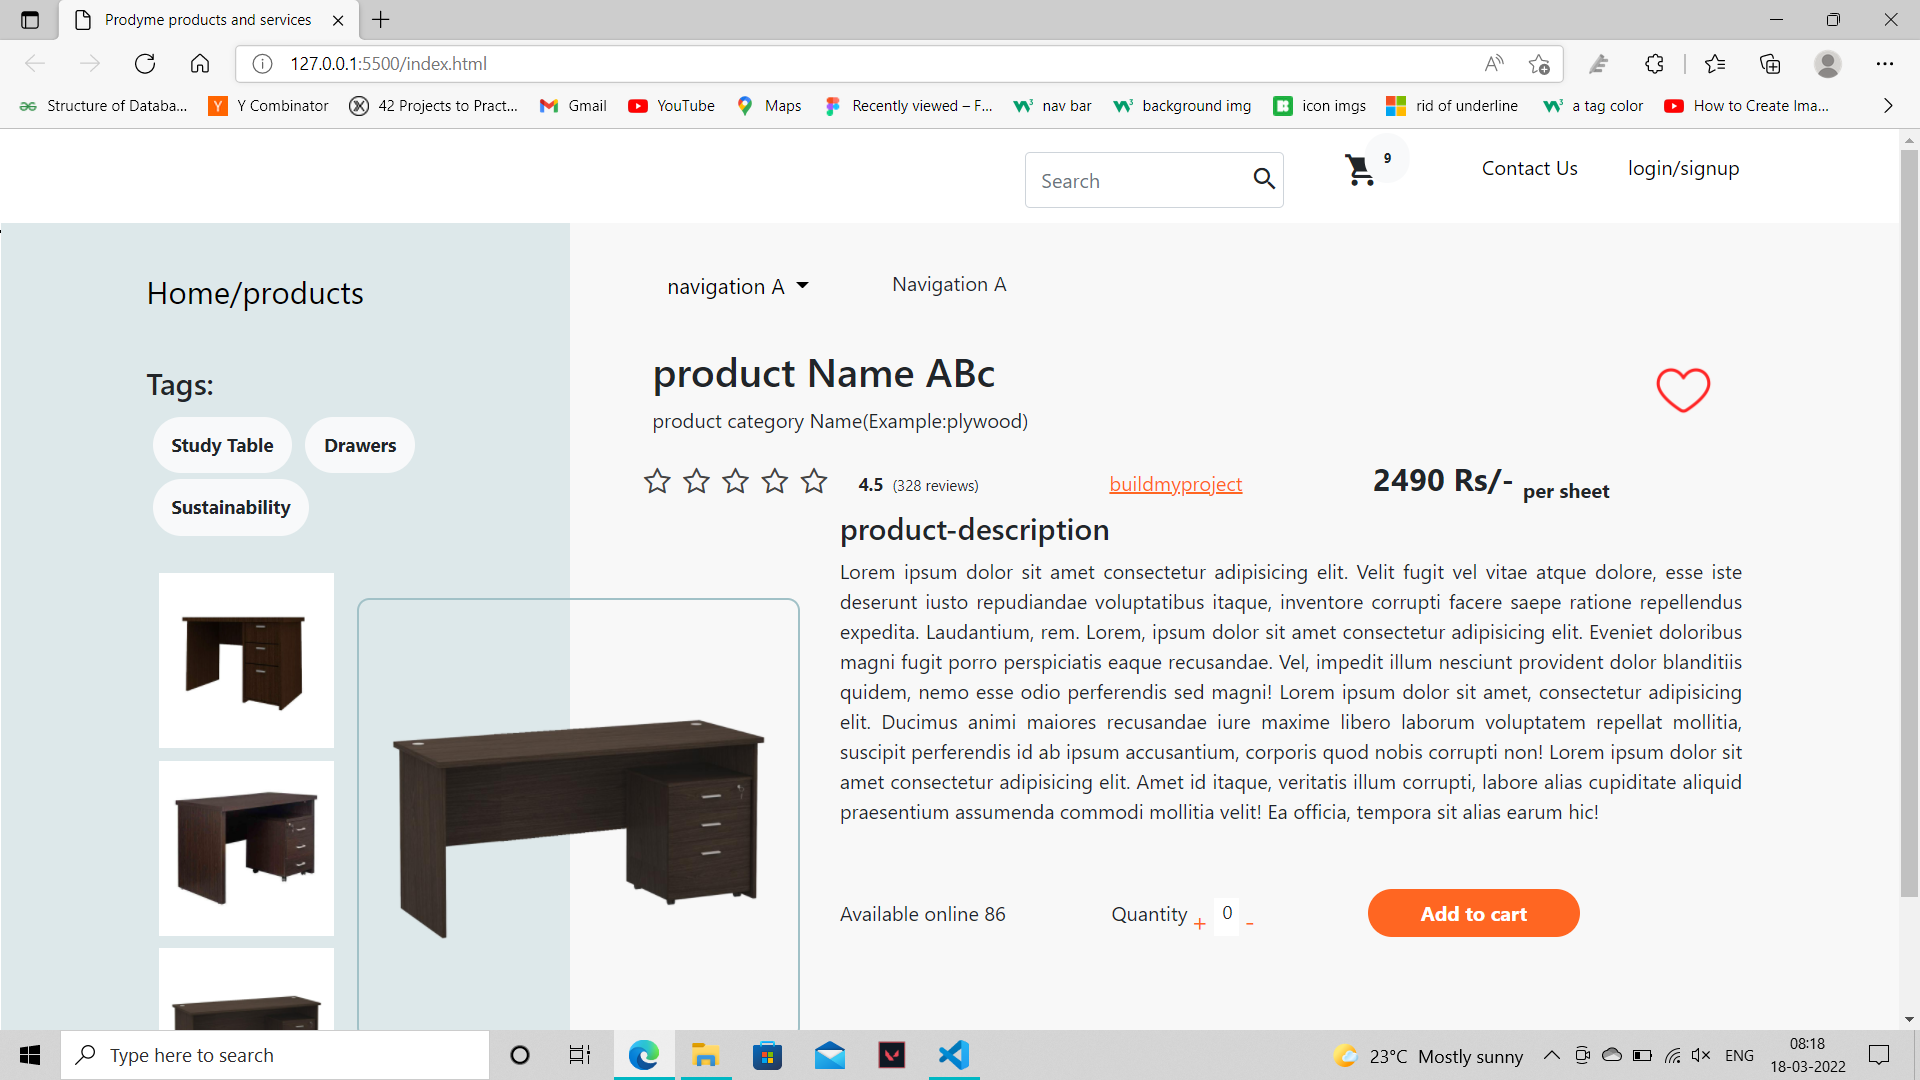 Prodyme products and services
127.0.0.1:5500/index.html
Structure of Databa...
Y Combinator
42 Projects to Pract...
Gmail
YouTube
Maps
Recently viewed – F...
nav bar
background img
icon imgs
rid of underline
a tag color
How to Create Ima...
Search
9
Contact Us
login/signup
Home/products
navigation A
Navigation A
Tags:
Study Table
Drawers
Sustainability
product Name ABc
product category Name(Example:plywood)
4.5 (328 reviews)
buildmyproject
2490 Rs/- per sheet
product-description
Lorem ipsum dolor sit amet consectetur adipisicing elit. Velit fugit vel vitae atque dolore, esse iste
deserunt iusto repudiandae voluptatibus itaque, inventore corrupti facere saepe ratione repellendus
expedita. Laudantium, rem. Lorem, ipsum dolor sit amet consectetur adipisicing elit. Eveniet doloribus
magni fugit porro perspiciatis eaque recusandae. Vel, impedit illum nesciunt provident dolor blanditiis
quidem, nemo esse odio perferendis sed magni! Lorem ipsum dolor sit amet, consectetur adipisicing
elit. Ducimus animi maiores recusandae iure maxime libero laborum voluptatem repellat mollitia,
suscipit perferendis id ab ipsum accusantium, corporis quod nobis corrupti non! Lorem ipsum dolor sit
amet consectetur adipisicing elit. Amet id itaque, veritatis illum corrupti, labore alias cupiditate aliquid
praesentium assumenda commodi mollitia velit! Ea officia, tempora sit alias earum hic!
Available online 86
Quantity + 0 -
Add to cart
Type here to search
23°C Mostly sunny
ENG
08:18
18-03-2022